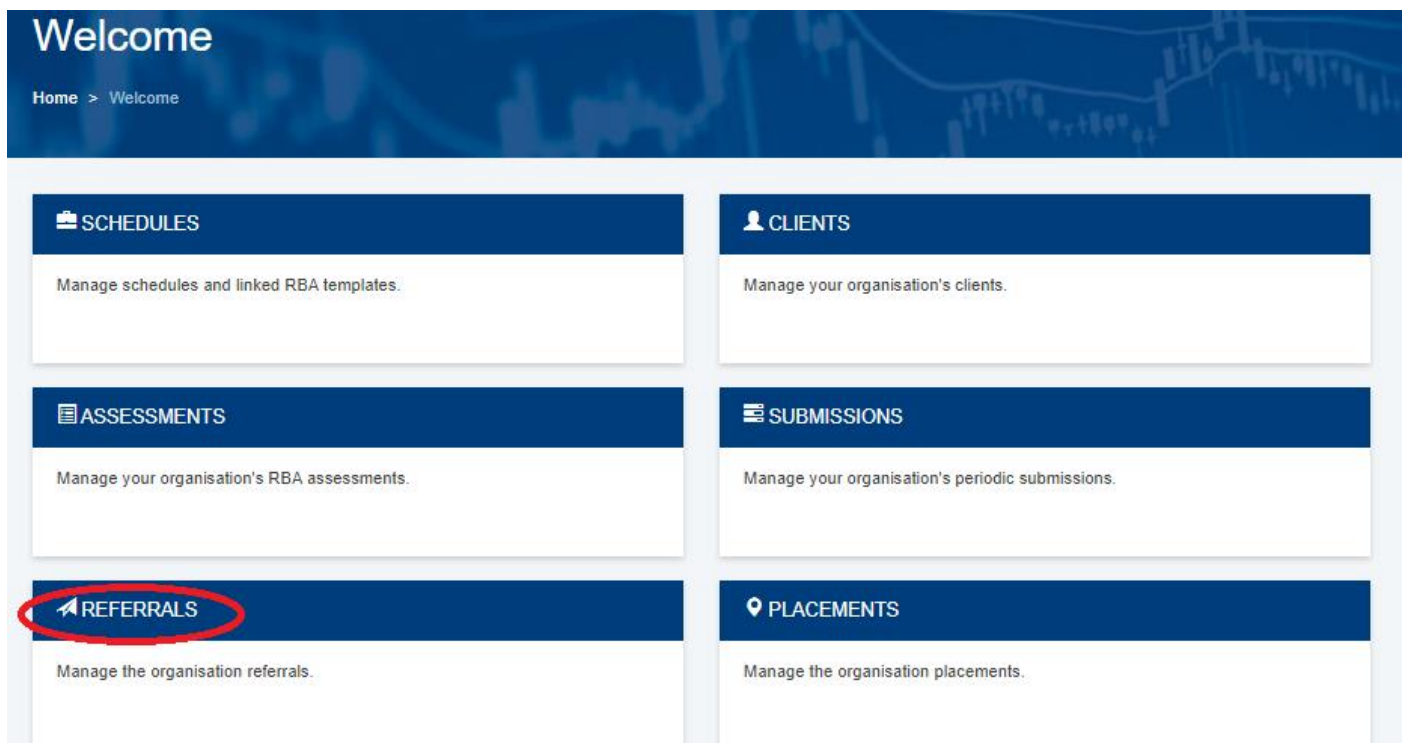 Welcome
Home > Welcome
SCHEDULES
Manage schedules and linked RBA templates.
CLIENTS
Manage your organisation's clients.
ASSESSMENTS
Manage your organisation's RBA assessments.
SUBMISSIONS
Manage your organisation's periodic submissions.
REFERRALS
Manage the organisation referrals.
PLACEMENTS
Manage the organisation placements.